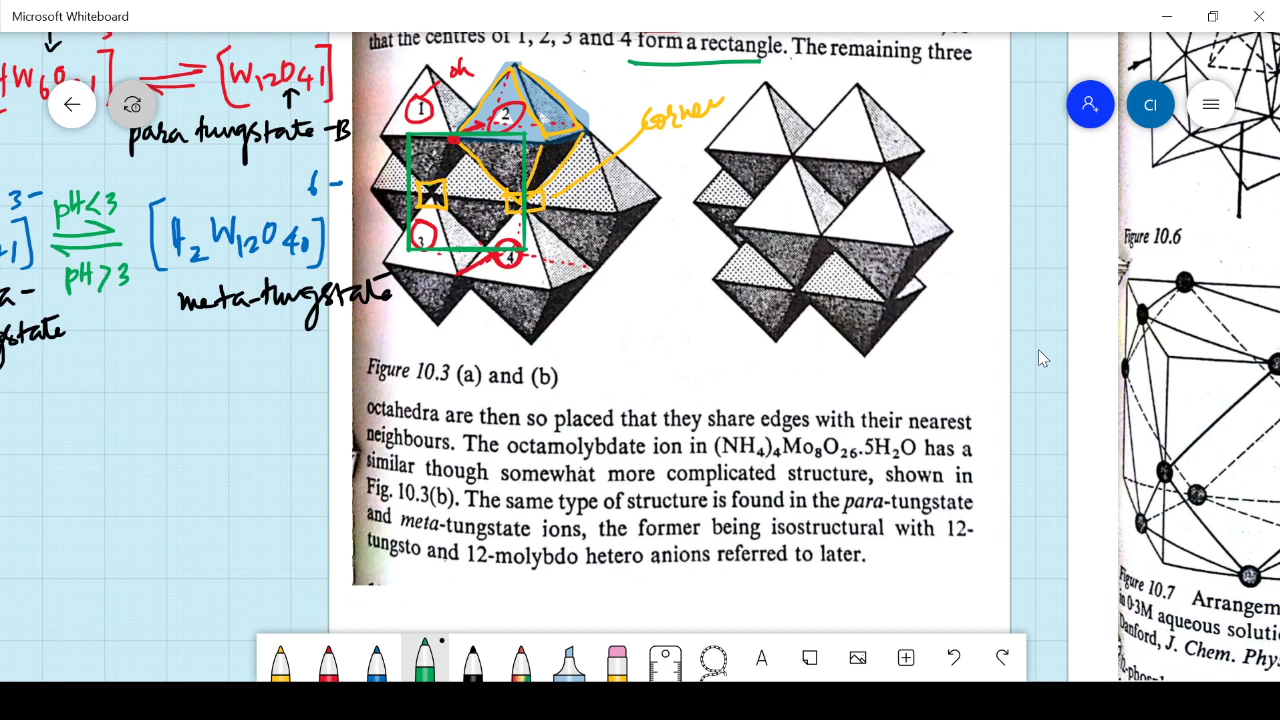 Microsoft Whiteboard
that the centres of 1, 2, 3 and 4 form a rectangle. The remaining three
[W12O41]
para tungstate-B
pH<3
3-
6-
[H2W12O40]
pH>3
meta-tungstate
oh
corner
1
2
3
4
CI
Figure 10.3 (a) and (b)
octahedra are then so placed that they share edges with their nearest
neighbours. The octamolybdate ion in (NH₄)₄Mo₈O₂₆.5H₂O has a
similar though somewhat more complicated structure, shown in
Fig. 10.3(b). The same type of structure is found in the para-tungstate
and meta-tungstate ions, the former being isostructural with 12-
tungsto and 12-molybdo hetero anions referred to later.
Figure 10.6
Figure 10.7 Arrangem
in 0·3M aqueous soluti
Danford, J. Chem. Phys